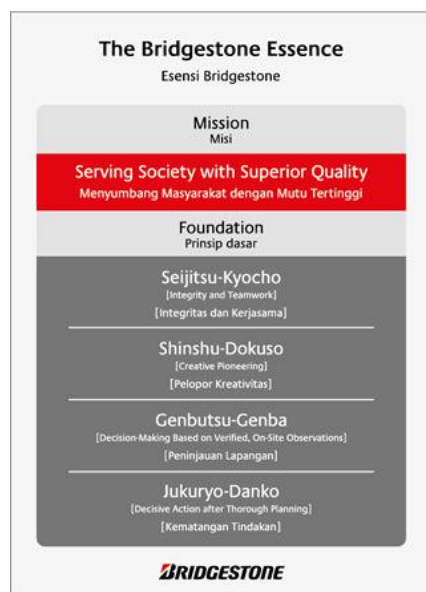 The Bridgestone Essence
Esensi Bridgestone
Mission
Misi
Serving Society with Superior Quality
Menyumbang Masyarakat dengan Mutu Tertinggi
Foundation
Prinsip dasar
Seijitsu-Kyocho
[Integrity and Teamwork]
[Integritas dan Kerjasama]
Shinshu-Dokuso
[Creative Pioneering]
[Pelopor Kreativitas]
Genbutsu-Genba
[Decision-Making Based on Verified, On-Site Observations]
[Peninjauan Lapangan]
Jukuryo-Danko
[Decisive Action after Thorough Planning]
[Kematangan Tindakan]
BRIDGESTONE